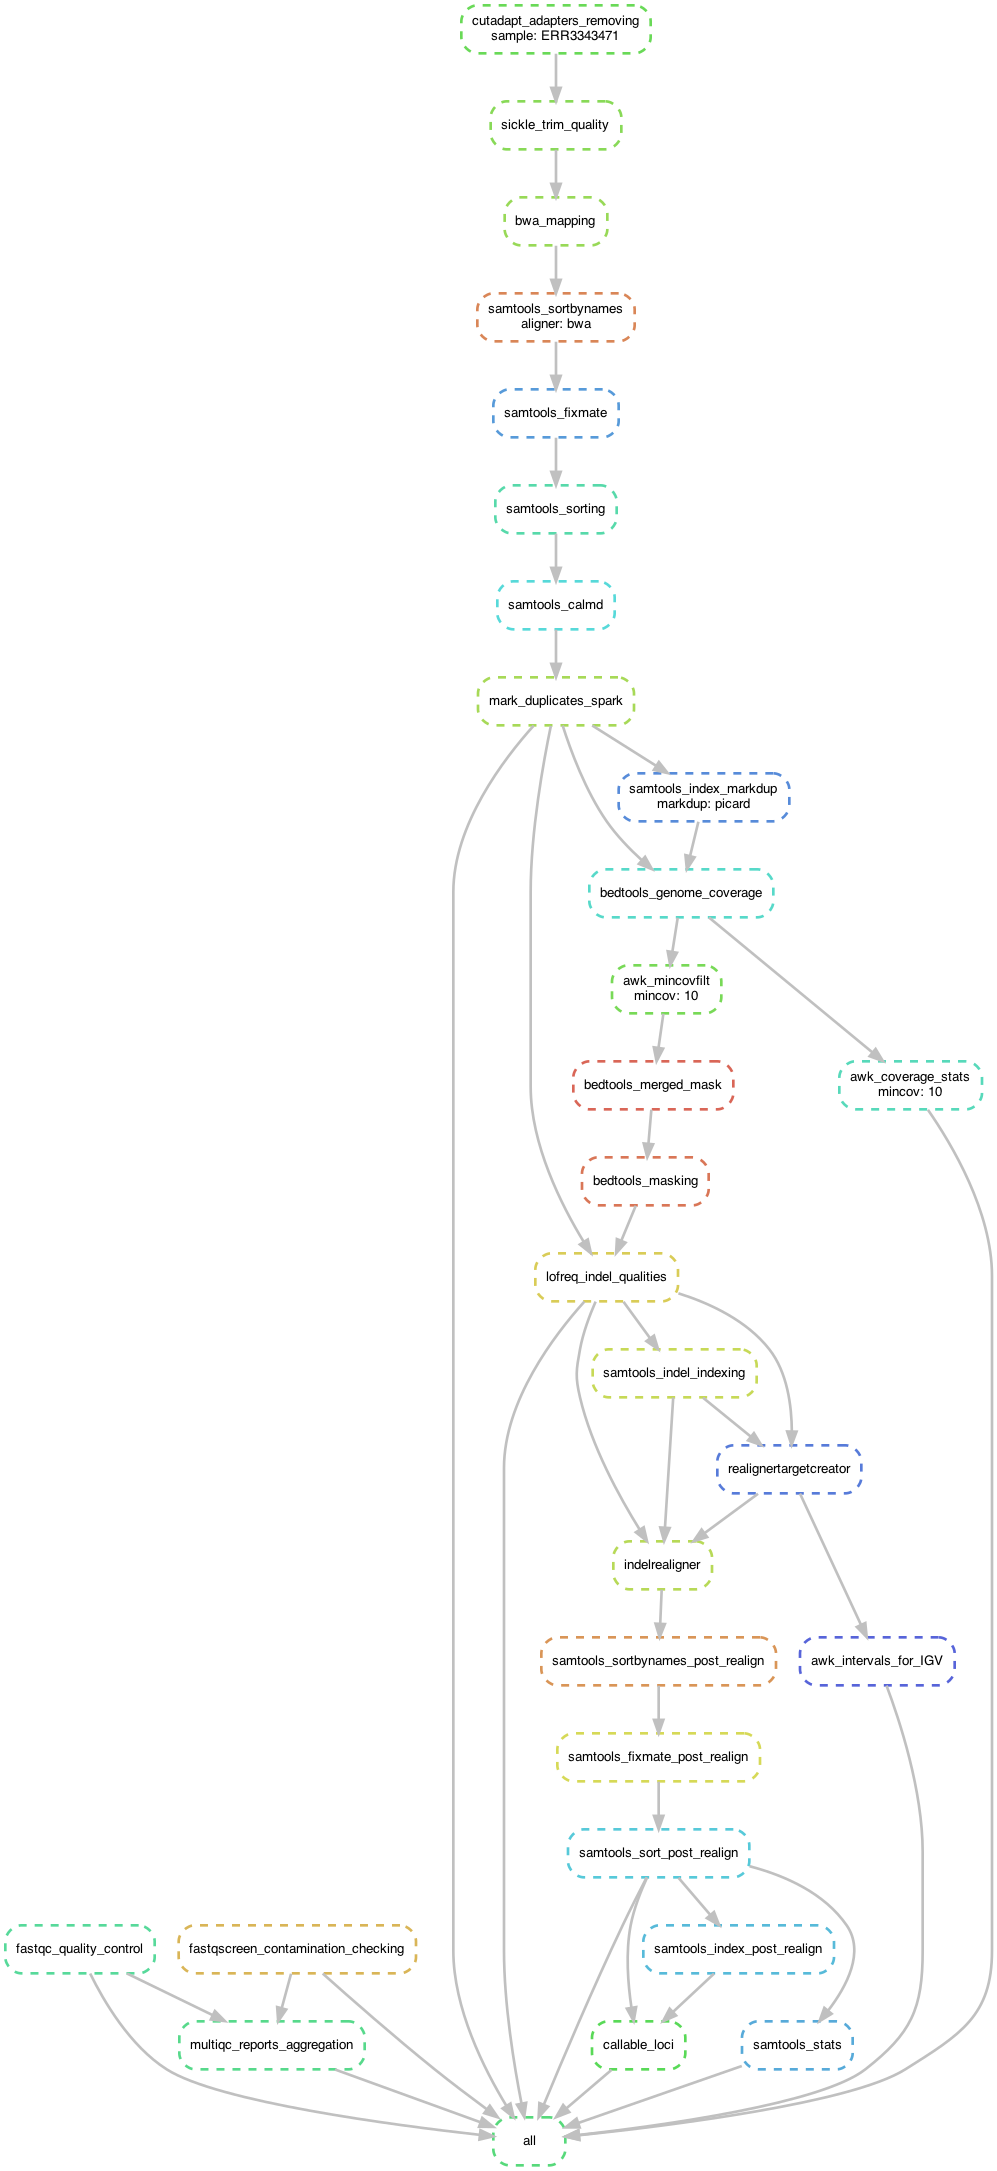 cutadapt_adapters_removing
sample: ERR3343471
sickle_trim_quality
bwa_mapping
samtools_sortbynames
aligner: bwa
samtools_fixmate
samtools_sorting
samtools_calmd
mark_duplicates_spark
samtools_index_markdup
markdup: picard
bedtools_genome_coverage
awk_mincovfilt
mincov: 10
bedtools_merged_mask
awk_coverage_stats
mincov: 10
bedtools_masking
lofreq_indel_qualities
samtools_indel_indexing
realignertargetcreator
indelrealigner
samtools_sortbynames_post_realign
awk_intervals_for_IGV
samtools_fixmate_post_realign
samtools_sort_post_realign
fastqc_quality_control
fastqscreen_contamination_checking
samtools_index_post_realign
multiqc_reports_aggregation
callable_loci
samtools_stats
all